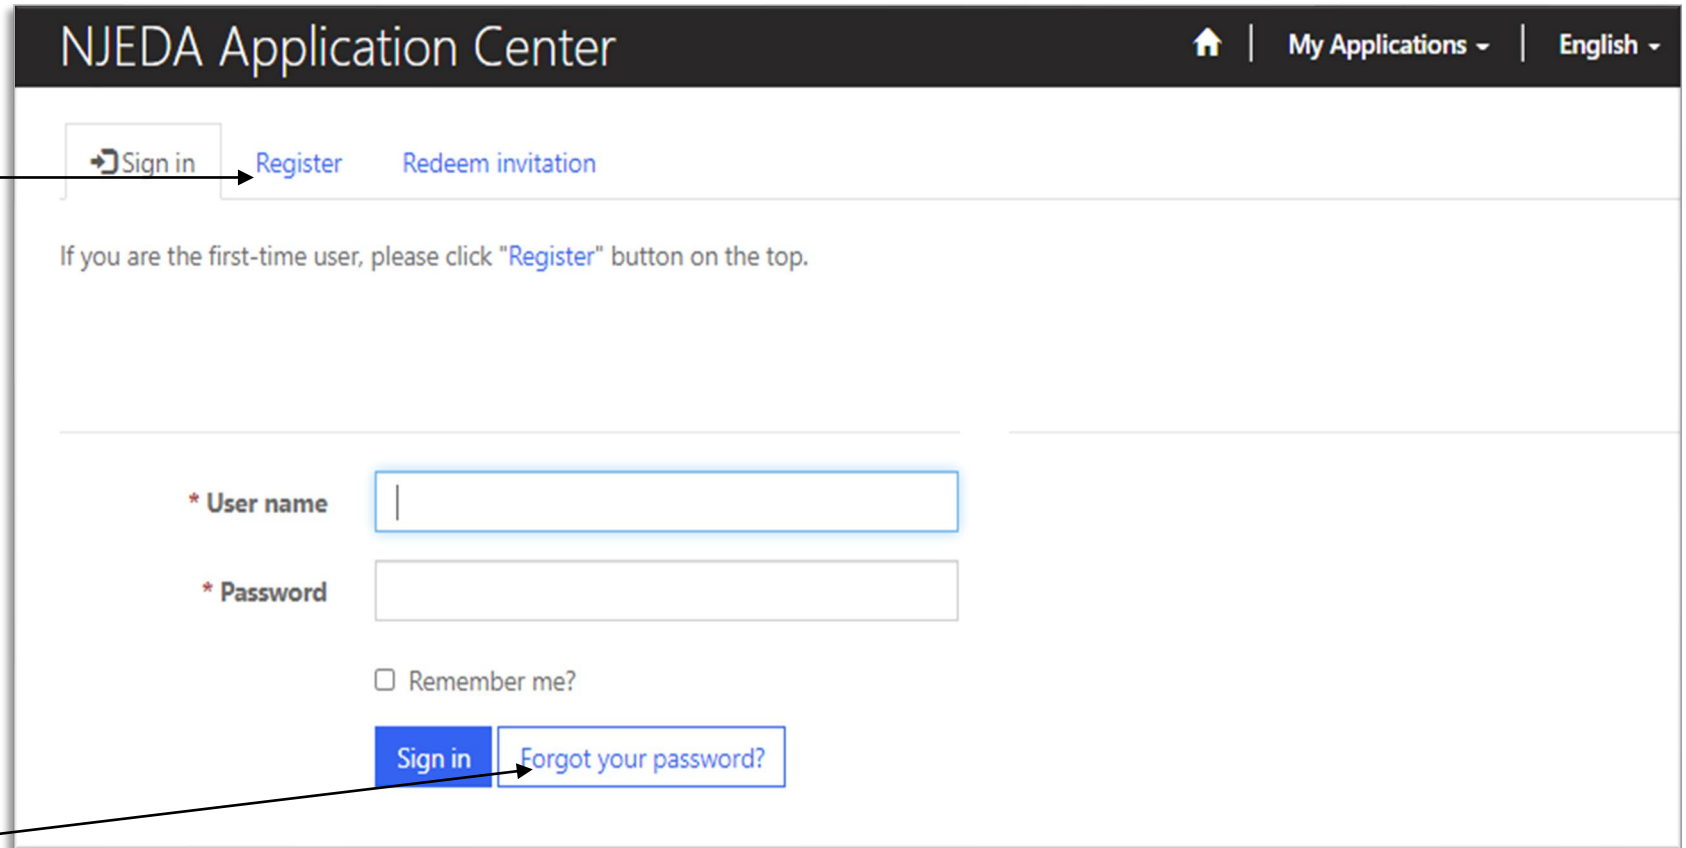 NJEDA Application Center
My Applications
English
Sign in
Register
Redeem invitation
If you are the first-time user, please click "Register" button on the top.
* User name
* Password
Remember me?
Sign in
Forgot your password?